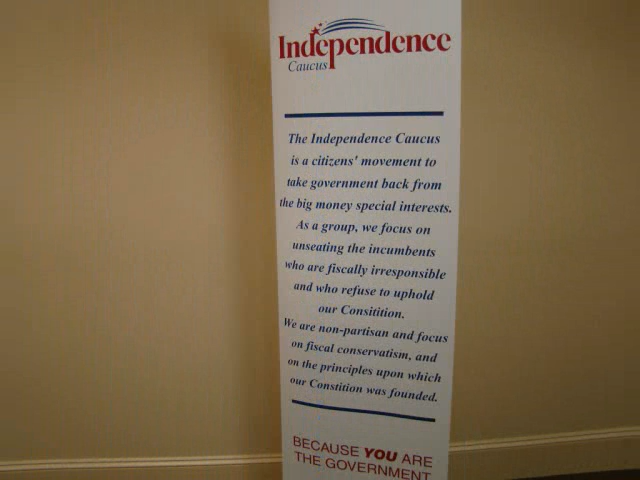 Independence
Caucus
The Independence Caucus
is a citizens' movement to
take government back from
the big money special interests.
As a group, we focus on
unseating the incumbents
who are fiscally irresponsible
and who refuse to uphold
our Consitition.
We are non-partisan and focus
on fiscal conservatism, and
on the principles upon which
our Constition was founded.
BECAUSE YOU ARE
THE GOVERNMENT